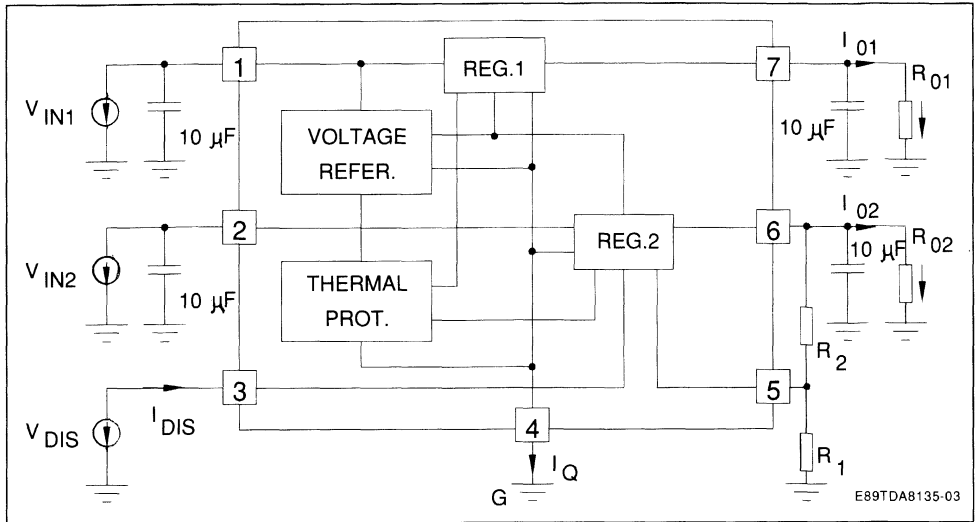 1
REG.1
7
I 01
R 01
V IN1
10 µF
VOLTAGE
REFER.
10 µF
2
REG.2
6
I 02
10 µF
R 02
V IN2
10 µF
THERMAL
PROT.
R 2
3
5
I DIS
V DIS
4
I Q
G
R 1
E89TDA8135-03